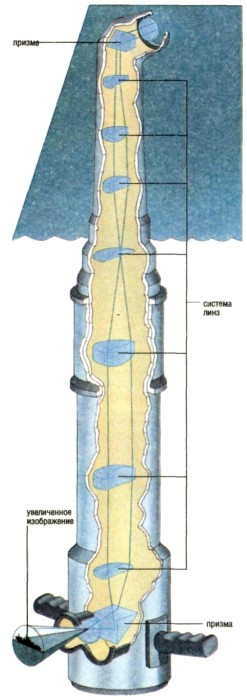 призма
система
линз
увеличенное
изображение
призма